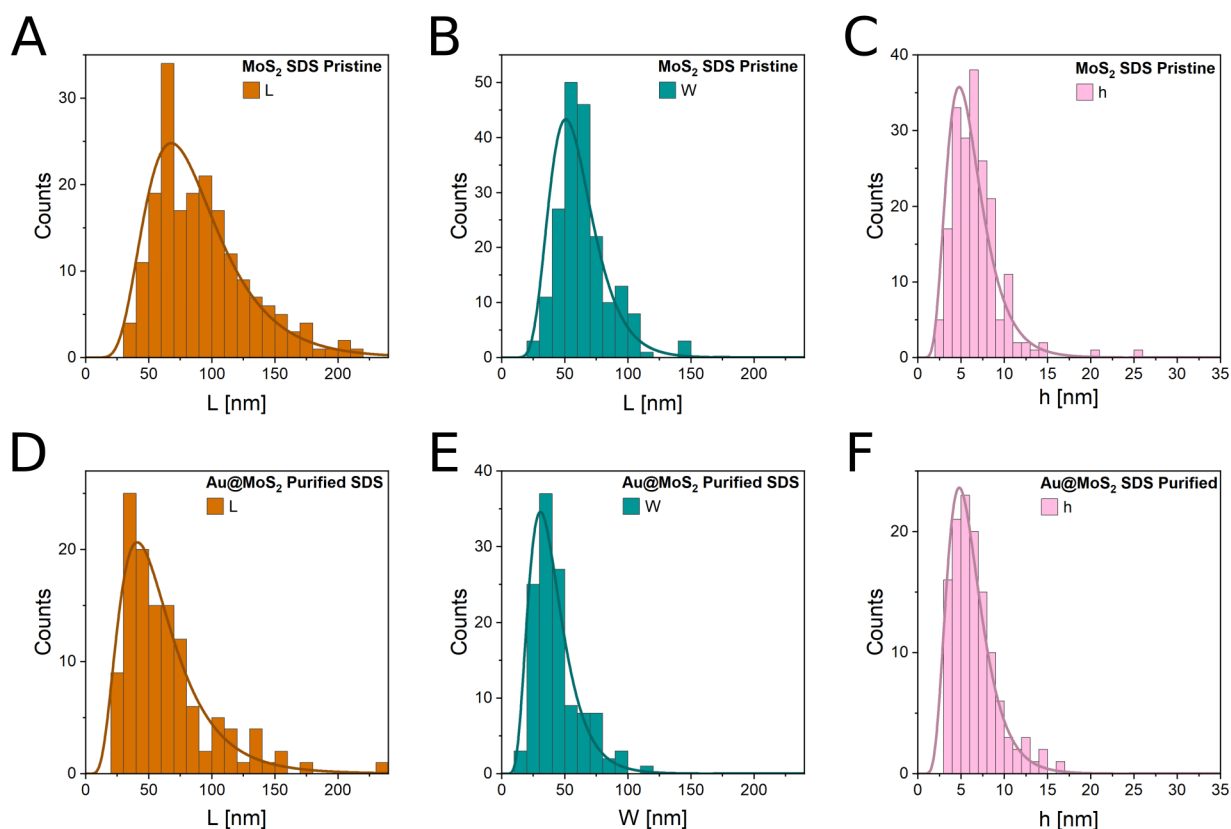 A
MoS₂ SDS Pristine
L
Counts
30
20
10
0
0 50 100 150 200
L [nm]
B
MoS₂ SDS Pristine
W
Counts
50
40
30
20
10
0
0 50 100 150 200
L [nm]
C
MoS₂ SDS Pristine
h
Counts
40
30
20
10
0
0 5 10 15 20 25 30 35
h [nm]
D
Au@MoS₂ Purified SDS
L
Counts
20
10
0
0 50 100 150 200
L [nm]
E
Au@MoS₂ Purified SDS
W
Counts
40
30
20
10
0
0 50 100 150 200
W [nm]
F
Au@MoS₂ SDS Purified
h
Counts
20
10
0
0 5 10 15 20 25 30 35
h [nm]